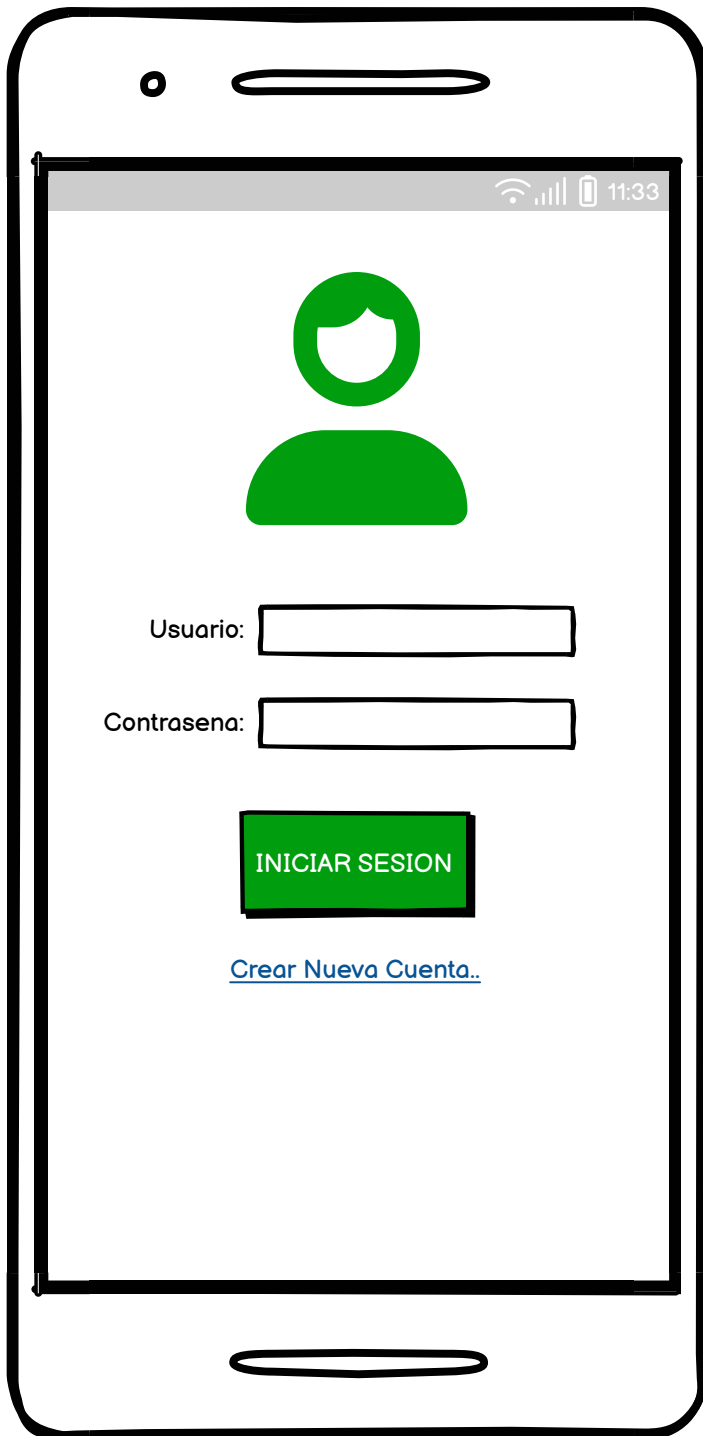 11:33
Usuario:
Contrasena:
INICIAR SESION
Crear Nueva Cuenta..